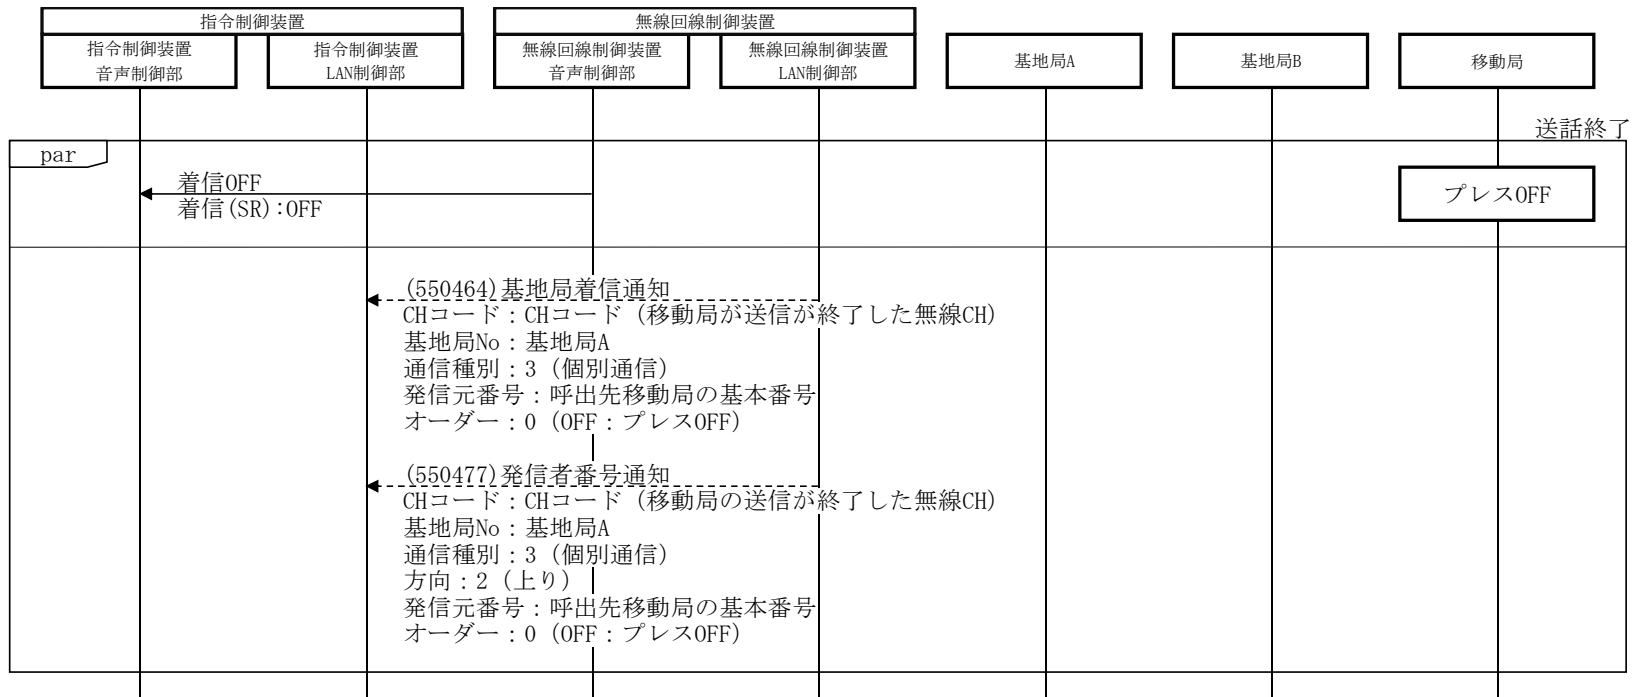 指令制御装置
無線回線制御装置
指令制御装置
音声制御部
指令制御装置
LAN制御部
無線回線制御装置
音声制御部
無線回線制御装置
LAN制御部
基地局A
基地局B
移動局
送話終了
par
着信OFF
着信(SR):OFF
プレスOFF
(550464)基地局着信通知
CHコード：CHコード（移動局が送信が終了した無線CH）
基地局No：基地局A
通信種別：3（個別通信）
発信元番号：呼出先移動局の基本番号
オーダー：0（OFF：プレスOFF）
(550477)発信者番号通知
CHコード：CHコード（移動局の送信が終了した無線CH）
基地局No：基地局A
通信種別：3（個別通信）
方向：2（上り）
発信元番号：呼出先移動局の基本番号
オーダー：0（OFF：プレスOFF）